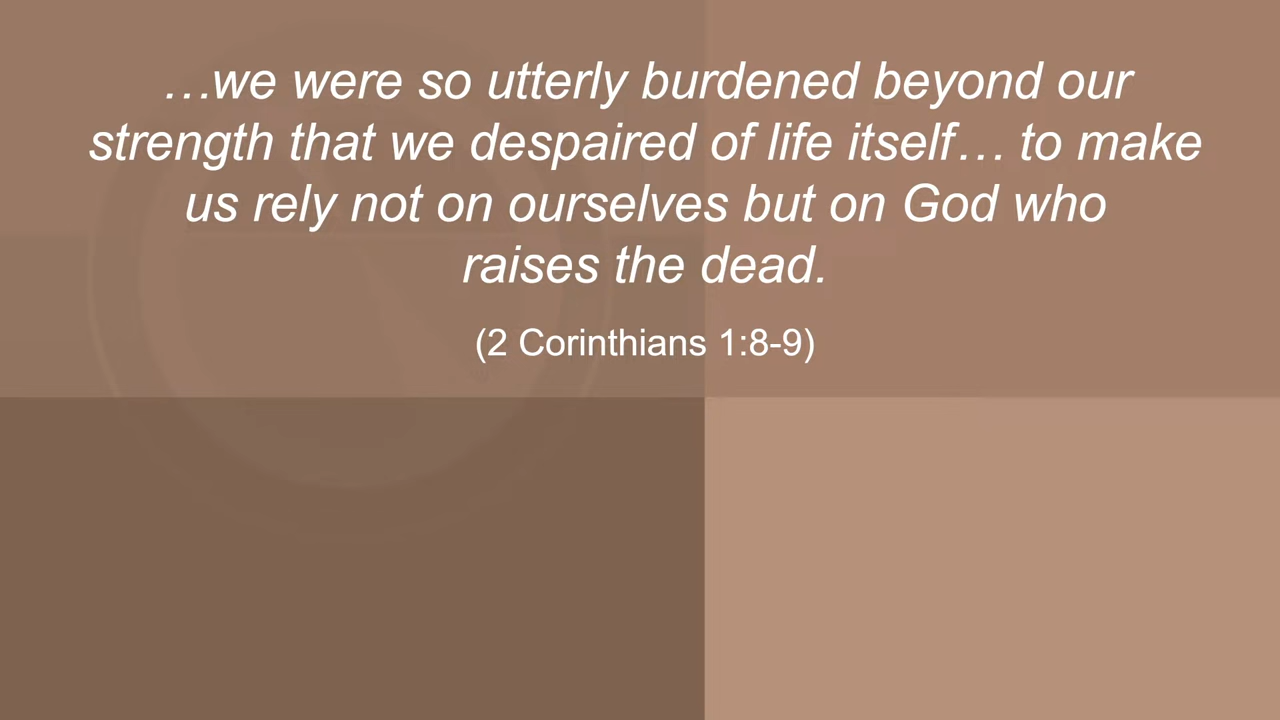 …we were so utterly burdened beyond our
strength that we despaired of life itself… to make
us rely not on ourselves but on God who
raises the dead.
(2 Corinthians 1:8-9)